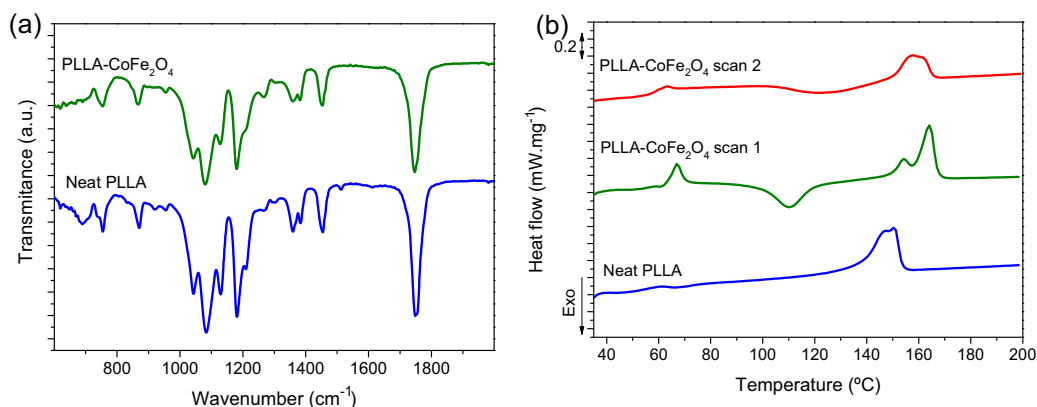 (a)
PLLA-CoFe₂O₄
Neat PLLA
Transmitance (a.u.)
800 1000 1200 1400 1600 1800
Wavenumber (cm⁻¹)
(b)
0.2
PLLA-CoFe₂O₄ scan 2
PLLA-CoFe₂O₄ scan 1
Neat PLLA
Exo
Heat flow (mW.mg⁻¹)
40 60 80 100 120 140 160 180 200
Temperature (ºC)